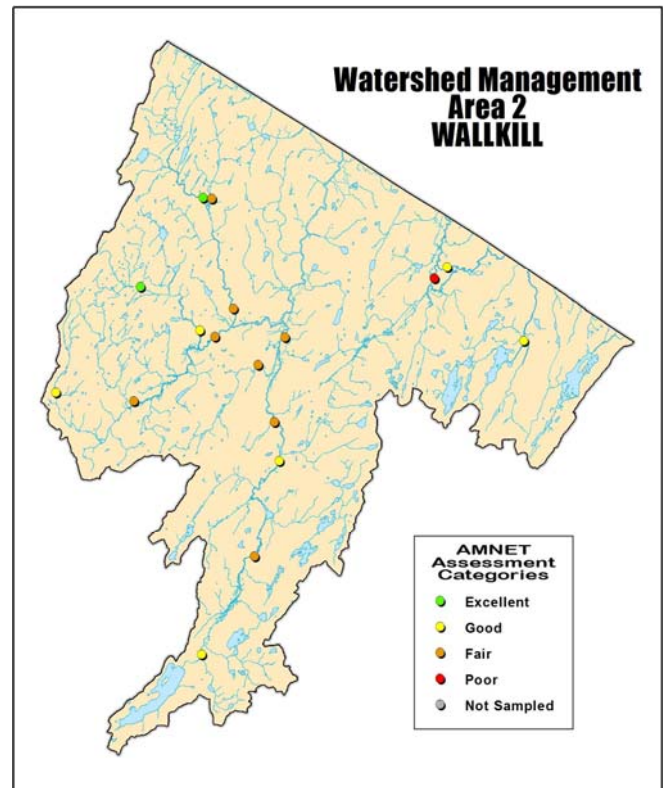 Watershed Management
Area 2
WALLKILL
AMNET
Assessment
Categories
Excellent
Good
Fair
Poor
Not Sampled